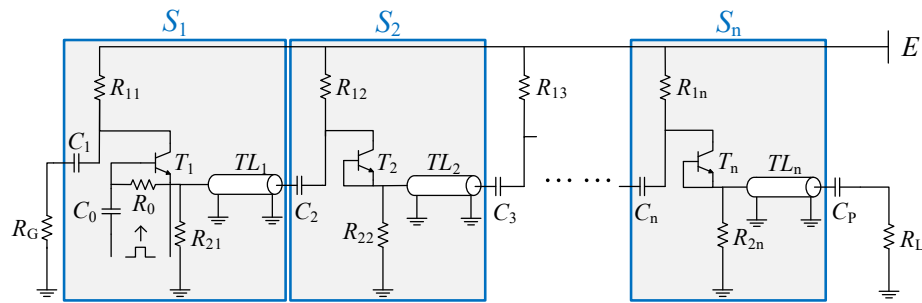 S1 S2 Sn
E
R11 R12 R13 R1n
C1 T1 T2 Tn
TL1 TL2 TLn
R0
C0 C2 C3 Cn CP
RG R21 R22 R2n RL